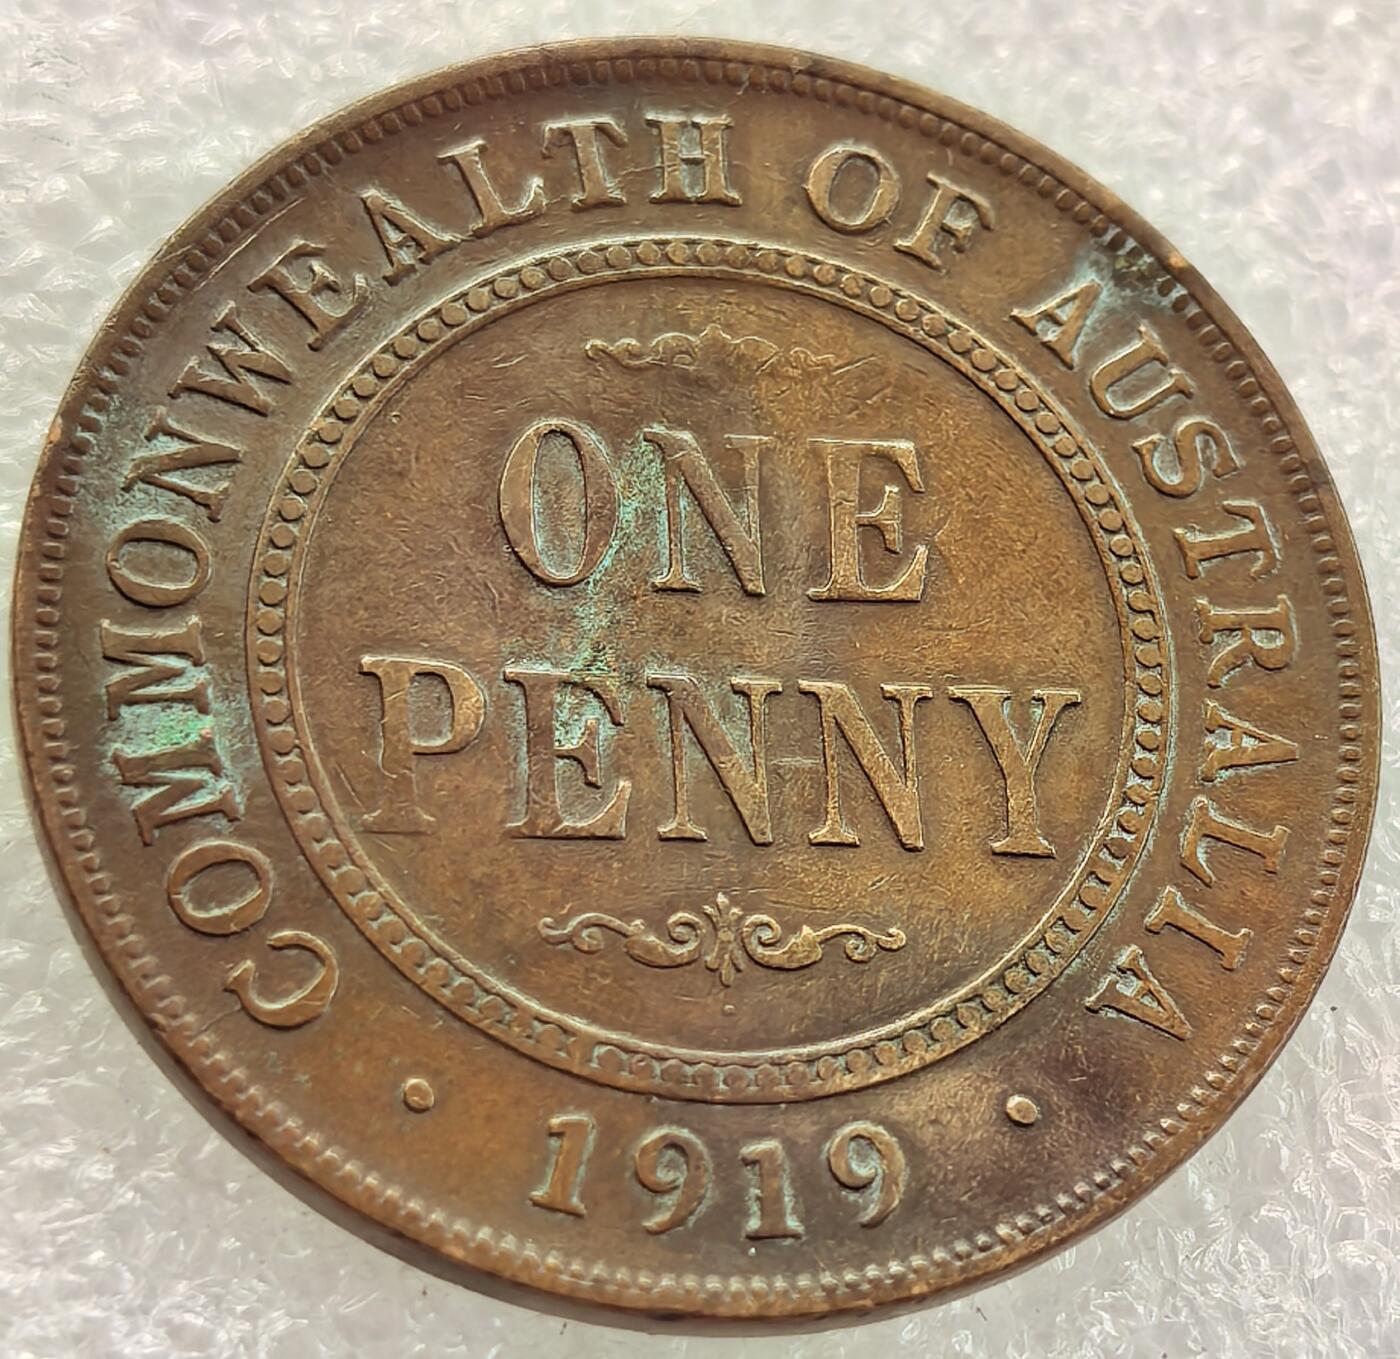 COMMONWEALTH OF AUSTRALIA
ONE
PENNY
· 1919 ·